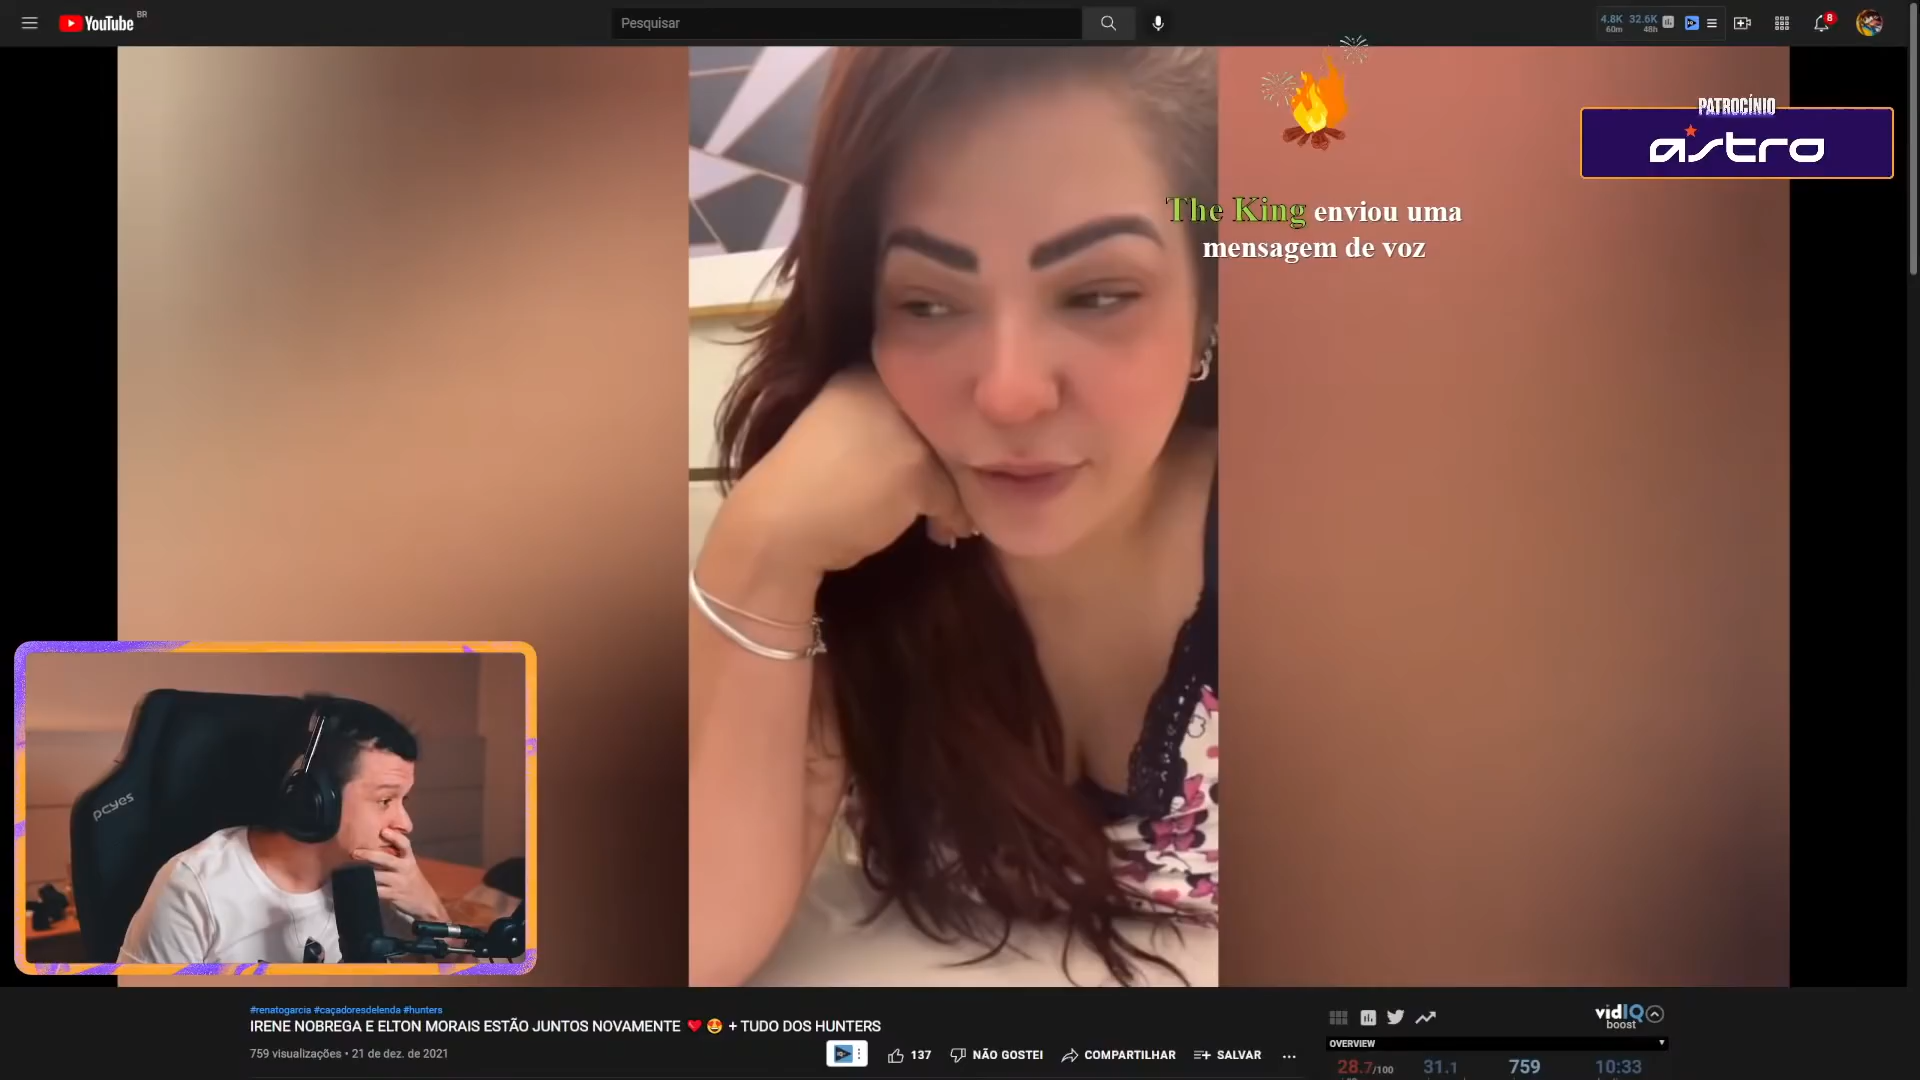 YouTube BR
Pesquisar
4.8K 32.6K
60m 48h
8
PATROCÍNIO
astro
The King enviou uma
mensagem de voz
pcyes
#renatogarcia #caçadoresdelenda #hunters
IRENE NOBREGA E ELTON MORAIS ESTÃO JUNTOS NOVAMENTE ❤️ 😍 + TUDO DOS HUNTERS
759 visualizações • 21 de dez. de 2021
137 NÃO GOSTEI COMPARTILHAR SALVAR ...
vidIQ
boost
OVERVIEW
28.7/100 31.1 759 10:33